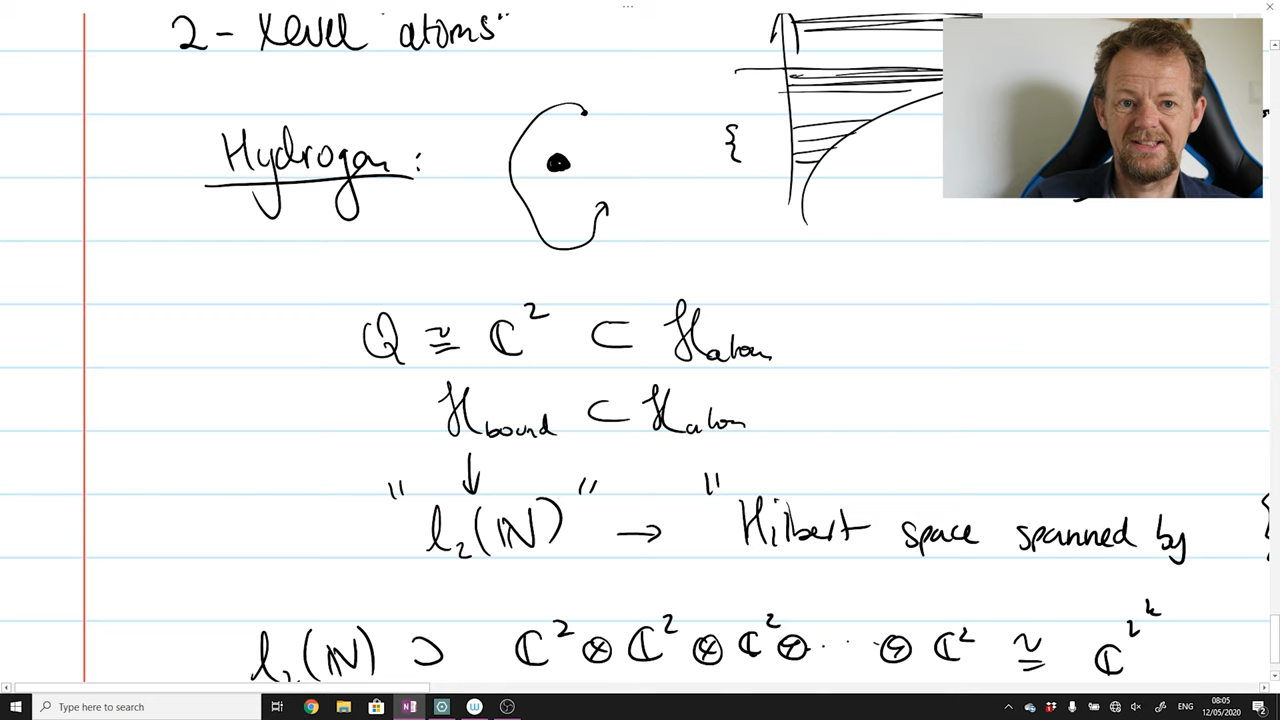 2-level atoms"
Hydrogen:
{
Q ≅ ℂ² ⊂ ℋatom
ℋbound ⊂ ℋatom
↓
"l₂(ℕ)" → "Hilbert space spanned by {
l₂(ℕ) ⊃ ℂ² ⊗ ℂ² ⊗ ℂ² ⊗ ... ⊗ ℂ² ≅ ℂ^2^k
Type here to search
ENG
08:05
12/05/2020
2